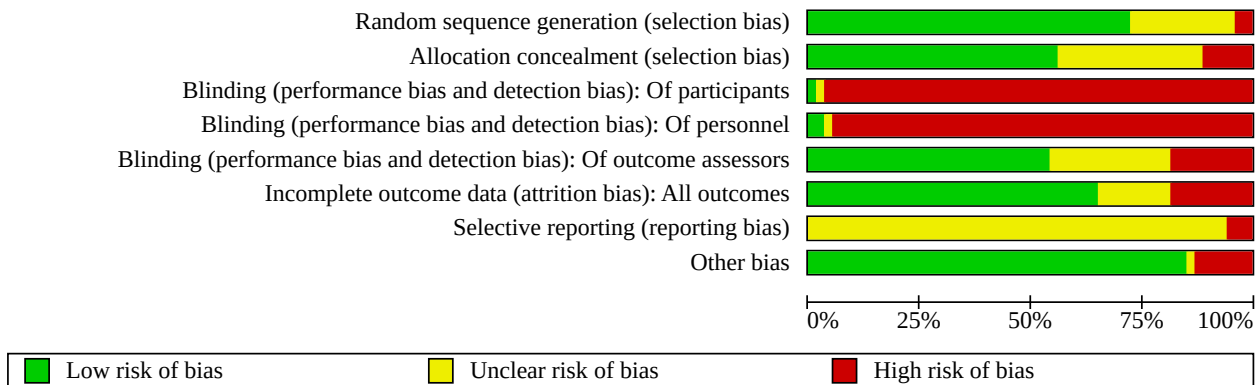 Random sequence generation (selection bias)
Allocation concealment (selection bias)
Blinding (performance bias and detection bias): Of participants
Blinding (performance bias and detection bias): Of personnel
Blinding (performance bias and detection bias): Of outcome assessors
Incomplete outcome data (attrition bias): All outcomes
Selective reporting (reporting bias)
Other bias
0% 25% 50% 75% 100%
Low risk of bias Unclear risk of bias High risk of bias